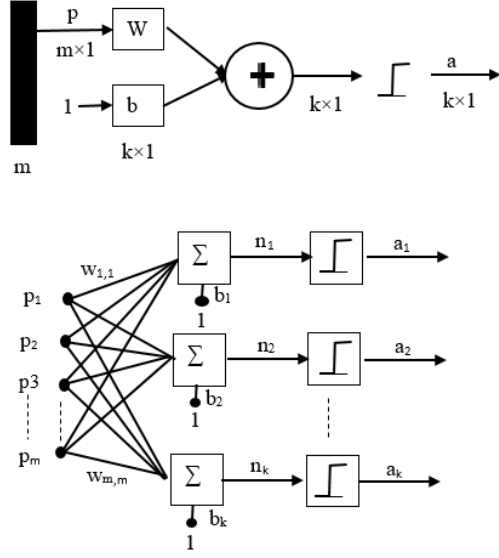 p W a
m×1
+
1 b k×1 k×1
m k×1
w1,1 Σ n1 a1
p1 b1
1
p2 Σ n2 a2
p3 b2
1
pm wm,m Σ nk ak
bk
1